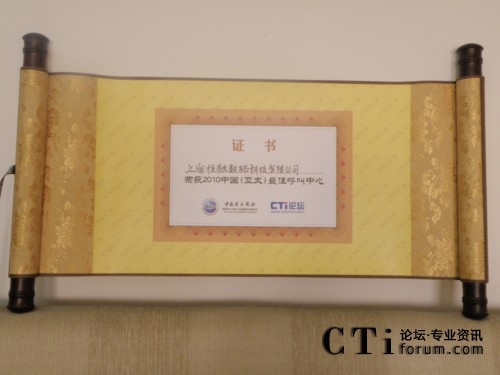 证 书
上海恒融数码科技有限公司
荣获2010中国(亚太)最佳呼叫中心
CTi论坛
CTi 论坛·专业资讯
forum.com